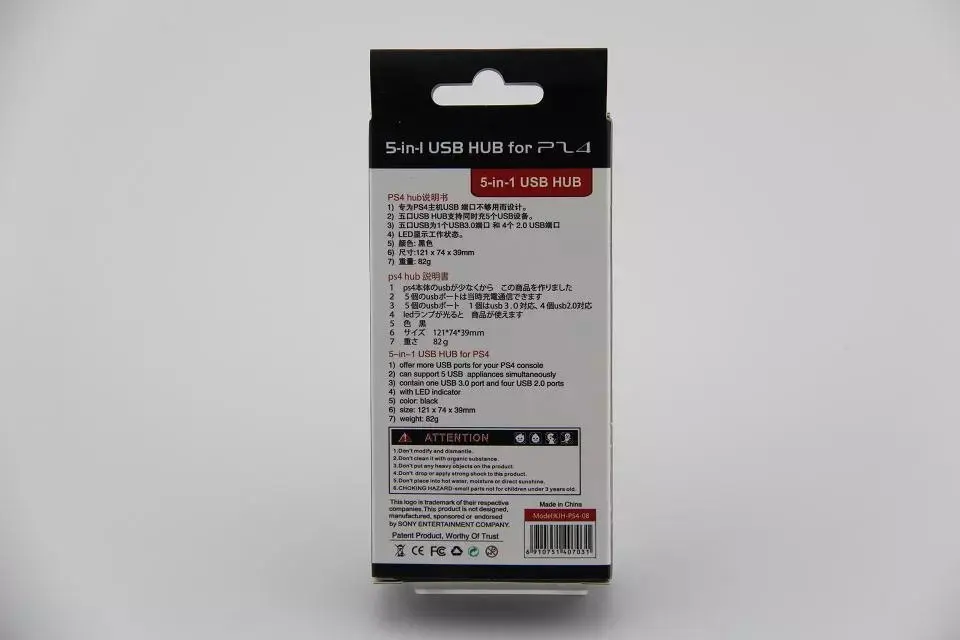 5-in-1 USB HUB for PS4
5-in-1 USB HUB
PS4 hub说明书
1) 专为PS4主机USB 端口不够用而设计。
2) 五口USB HUB支持同时充5个USB设备。
3) 五口USB为1个USB3.0端口 和 4个 2.0 USB端口
4) LED显示工作状态。
5) 颜色: 黑色
6) 尺寸:121 x 74 x 39mm
7) 重量: 82g
ps4 hub 説明書
1 ps4本体のusbが少なくから この商品を作りました
2 5個のusbポートは当時充電通信できます
3 5個のusbポート 1個はusb3.0対応、4個usb2.0対応
4 ledランプが光ると 商品が使えます
5 色 黒
6 サイズ 121*74*39mm
7 重さ 82g
5-in-1 USB HUB for PS4
1) offer more USB ports for your PS4 console
2) can support 5 USB appliances simultaneously
3) contain one USB 3.0 port and four USB 2.0 ports
4) with LED indicator
5) color: black
6) size: 121 x 74 x 39mm
7) weight: 82g
ATTENTION
1.Don't modify and dismantle.
2.Don't clean it with organic substance.
3.Don't put any heavy objects on the product.
4.Don't drop or apply strong shock to this product.
5.Don't place into hot water, moisture or direct sunshine.
6.CHOKING HAZARD-small parts not for children under 3 years old.
This logo is trademark of their respective
companies.This product is not designed,
manufactured, sponsored or endorsed
by SONY ENTERTAINMENT COMPANY.
Patent Product, Worthy Of Trust
CE FC
Made in China
Model:KJH-PS4-08
6 910751 407031